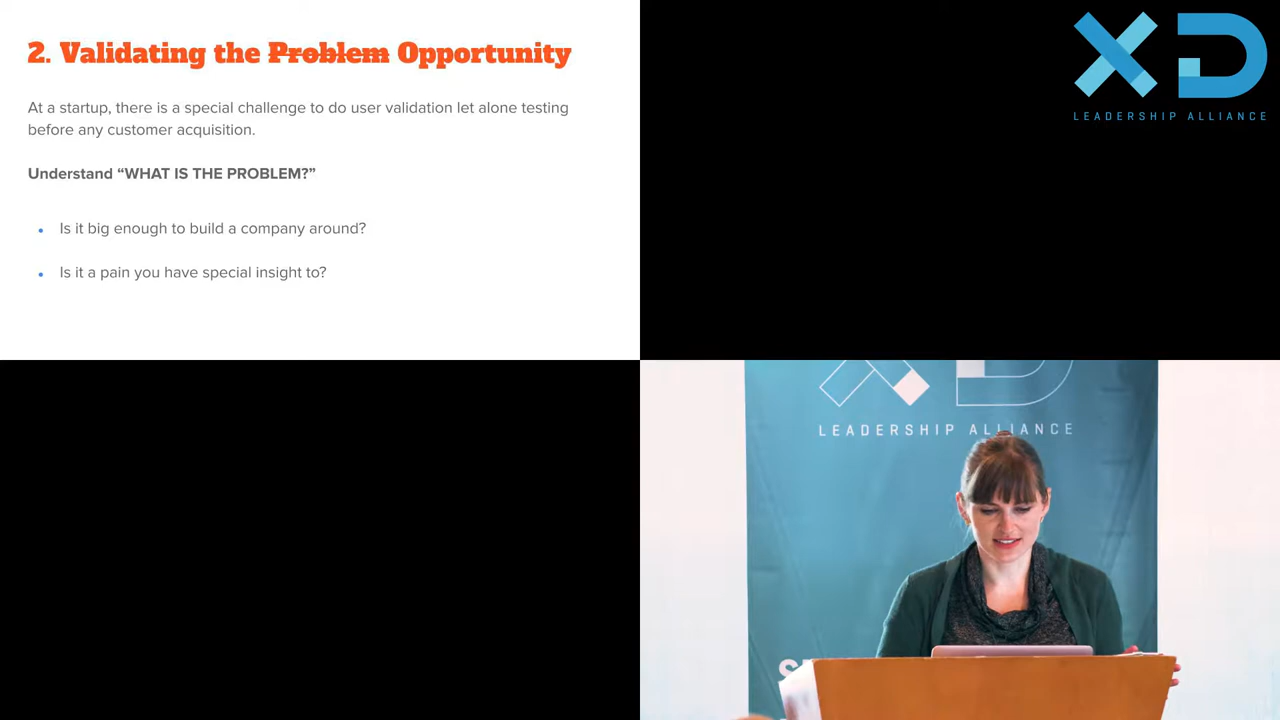 2. Validating the Problem Opportunity
At a startup, there is a special challenge to do user validation let alone testing
before any customer acquisition.
Understand “WHAT IS THE PROBLEM?”
• Is it big enough to build a company around?
• Is it a pain you have special insight to?
XD
LEADERSHIP ALLIANCE
XD
LEADERSHIP ALLIANCE